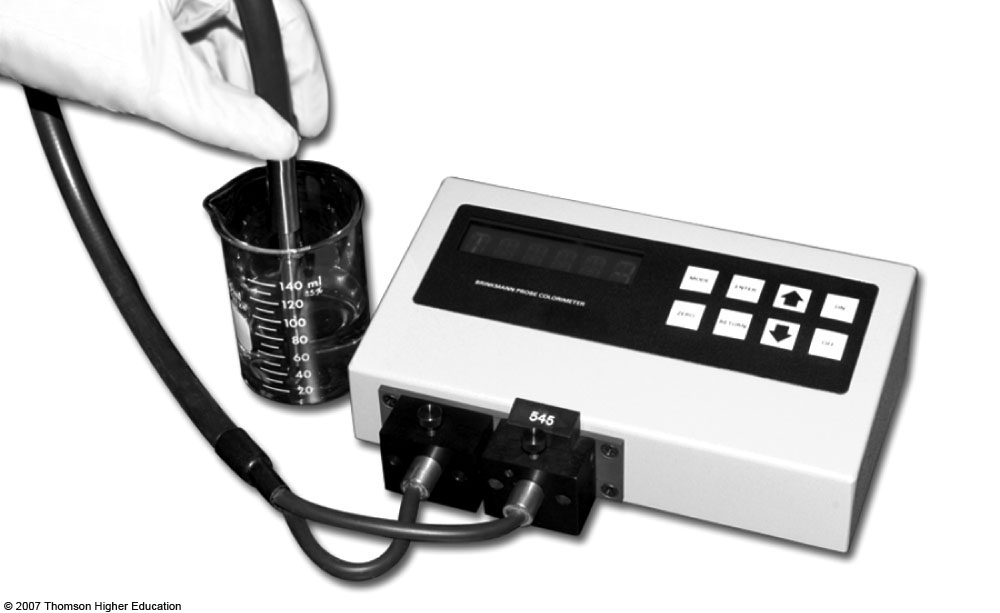 140 ml
±5%
120
100
80
60
40
20
BRINKMANN PROBE COLORIMETER
MODE
ENTER
ON
ZERO
RETURN
OFF
545
© 2007 Thomson Higher Education